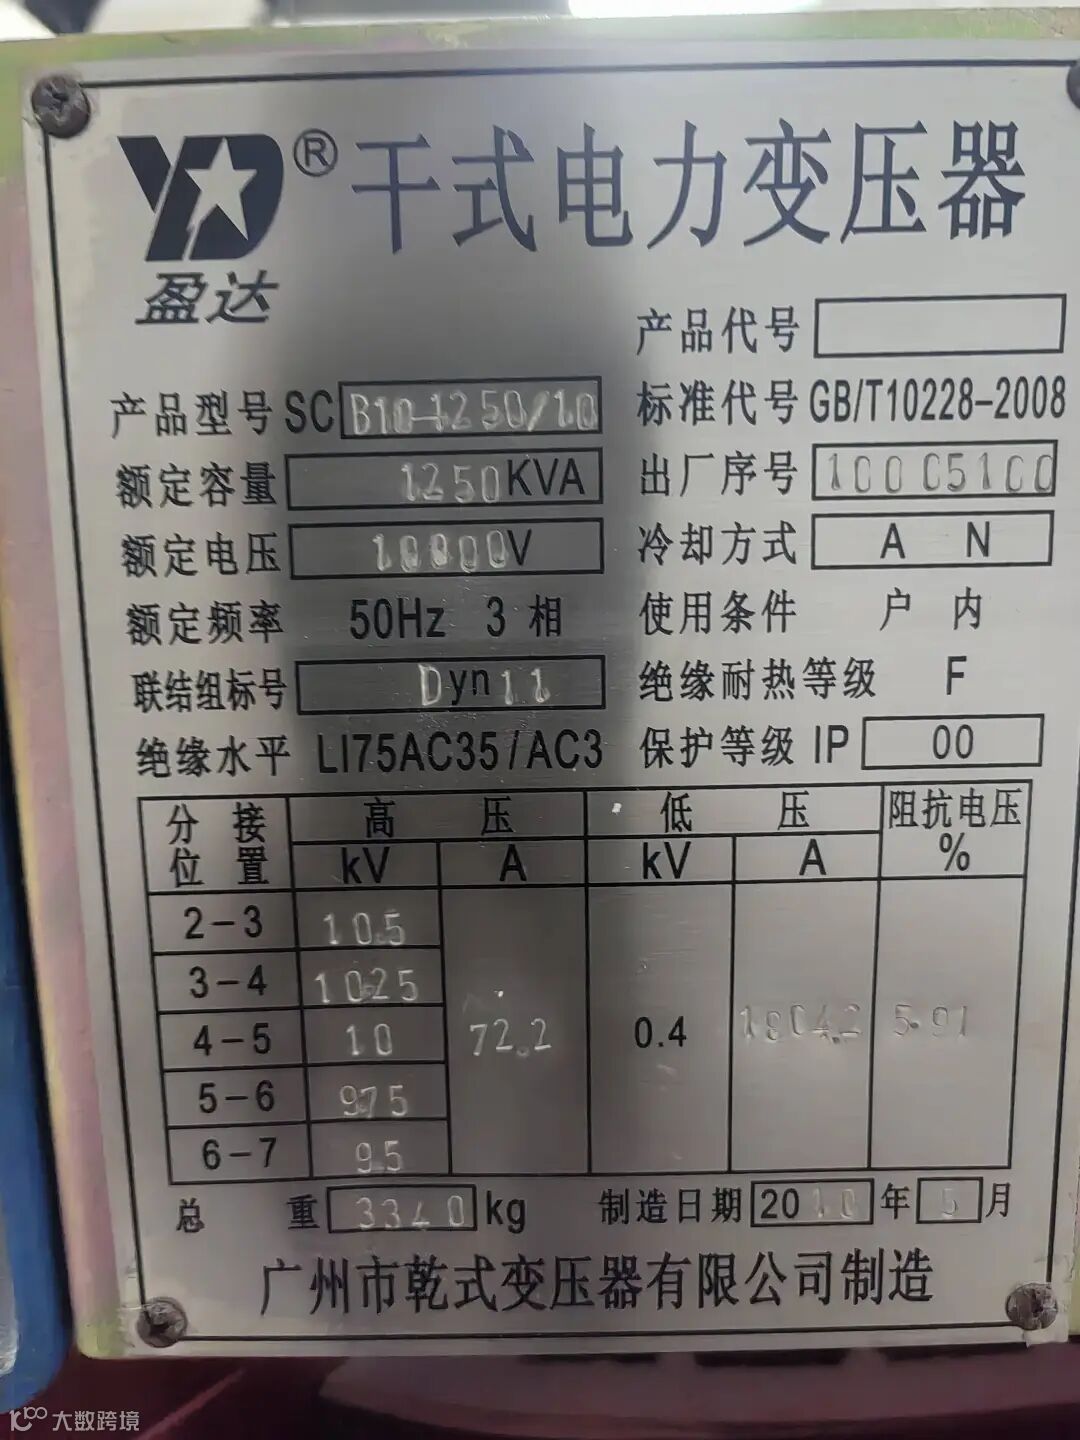 YD® 干式电力变压器
盈达
产品代号
产品型号 SC B10-1250/10 标准代号 GB/T10228-2008
额定容量 1250KVA 出厂序号 100C5100
额定电压 10000V 冷却方式 A N
额定频率 50Hz 3 相 使用条件 户 内
联结组标号 Dyn11 绝缘耐热等级 F
绝缘水平 LI75AC35/AC3 保护等级 IP 00
分接 高压 低压 阻抗电压
位置 kV A kV A %
2-3 10.5
3-4 10.25
4-5 10 72.2 0.4 1804.2 5.91
5-6 9.75
6-7 9.5
总 重 3340 kg 制造日期 2010 年 5 月
广州市乾式变压器有限公司制造
大数跨境